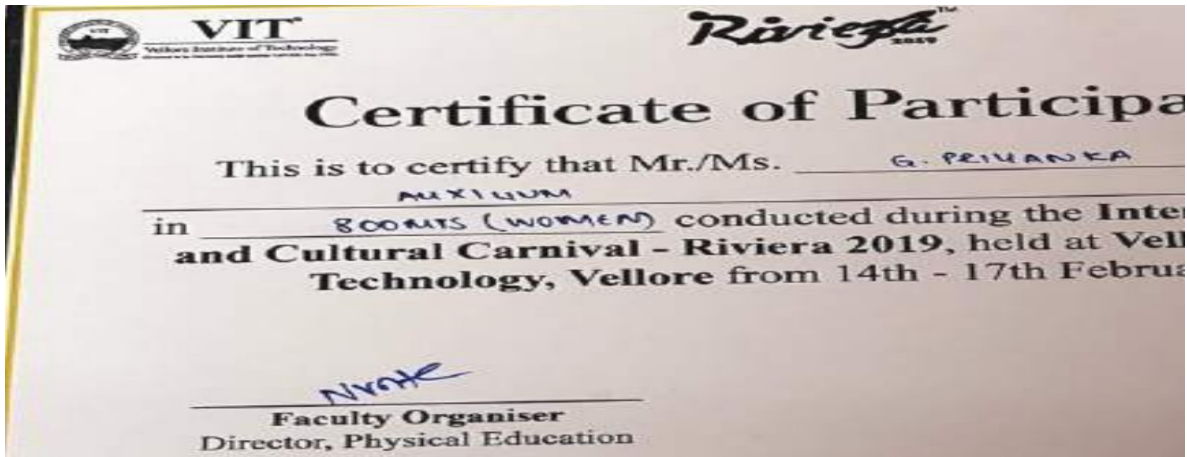 VIT
VIT
Vellore Institute of Technology
Riviera™
2019
Certificate of Participa
This is to certify that Mr./Ms. G. PRIYANKA
AUXILIUM
in 800MTS (WOMEN) conducted during the Inter
and Cultural Carnival - Riviera 2019, held at Vell
Technology, Vellore from 14th - 17th Februa
Faculty Organiser
Director, Physical Education